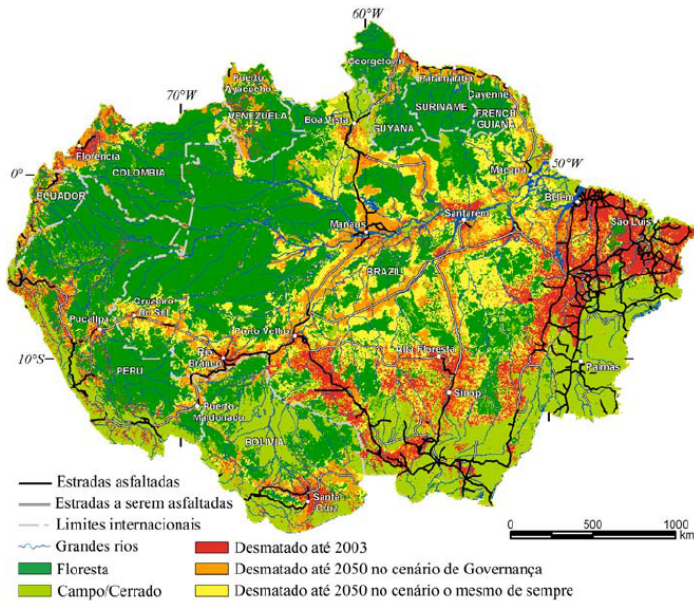 60°W
Georgetown
Puerto
Ayacucho
Paramaribo
70°W
Cayenne
VENEZUELA
Boa Vista
SURINAME
FRENCH
GUIANA
GUYANA
Florencia
COLOMBIA
50°W
0°
Macapá
ECUADOR
Belém
Santarém
São Luis
Manaus
BRAZIL
Cruzeiro
do Sul
Pucallpa
Porto Velho
Alta Floresta
10°S
Rio
Branco
PERU
Palmas
Sinop
Puerto
Maldonado
BOLIVIA
Santa
Cruz
Estradas asfaltadas
Estradas a serem asfaltadas
Limites internacionais
Grandes rios
Floresta
Campo/Cerrado
Desmatado até 2003
Desmatado até 2050 no cenário de Governança
Desmatado até 2050 no cenário o mesmo de sempre
0 500 1000
km